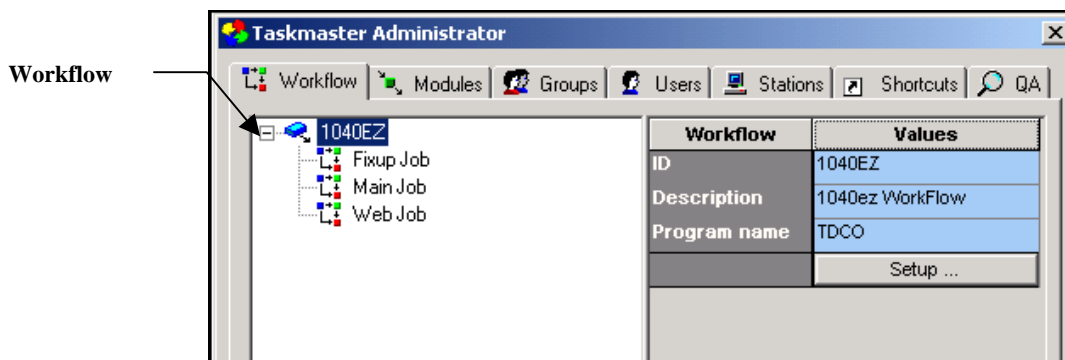 Taskmaster Administrator
Workflow
Workflow Modules Groups Users Stations Shortcuts QA
1040EZ
Fixup Job
Main Job
Web Job
Workflow Values
ID 1040EZ
Description 1040ez WorkFlow
Program name TDCO
Setup ...